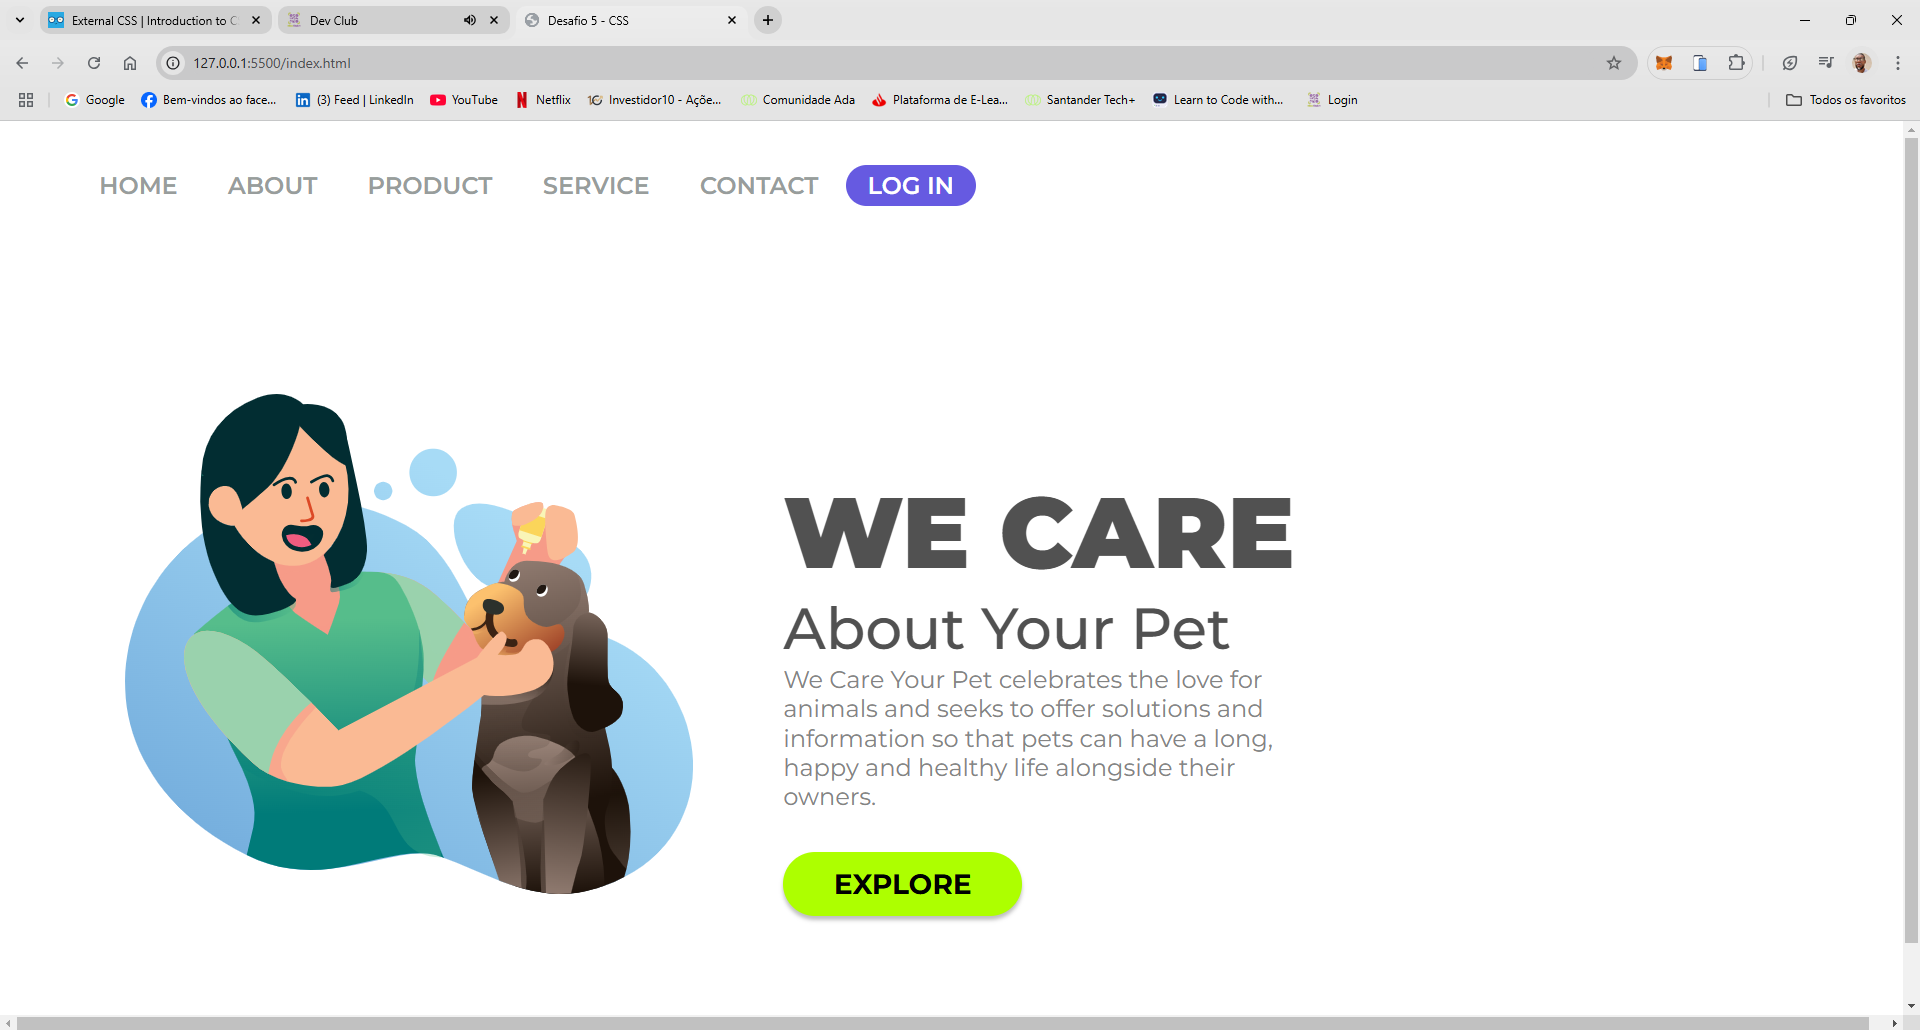 External CSS | Introduction to C
Dev Club
Desafio 5 - CSS
127.0.0.1:5500/index.html
Google
Bem-vindos ao face...
(3) Feed | LinkedIn
YouTube
Netflix
Investidor10 - Açõe...
Comunidade Ada
Plataforma de E-Lea...
Santander Tech+
Learn to Code with...
Login
Todos os favoritos
HOME
ABOUT
PRODUCT
SERVICE
CONTACT
LOG IN
WE CARE
About Your Pet
We Care Your Pet celebrates the love for
animals and seeks to offer solutions and
information so that pets can have a long,
happy and healthy life alongside their
owners.
EXPLORE